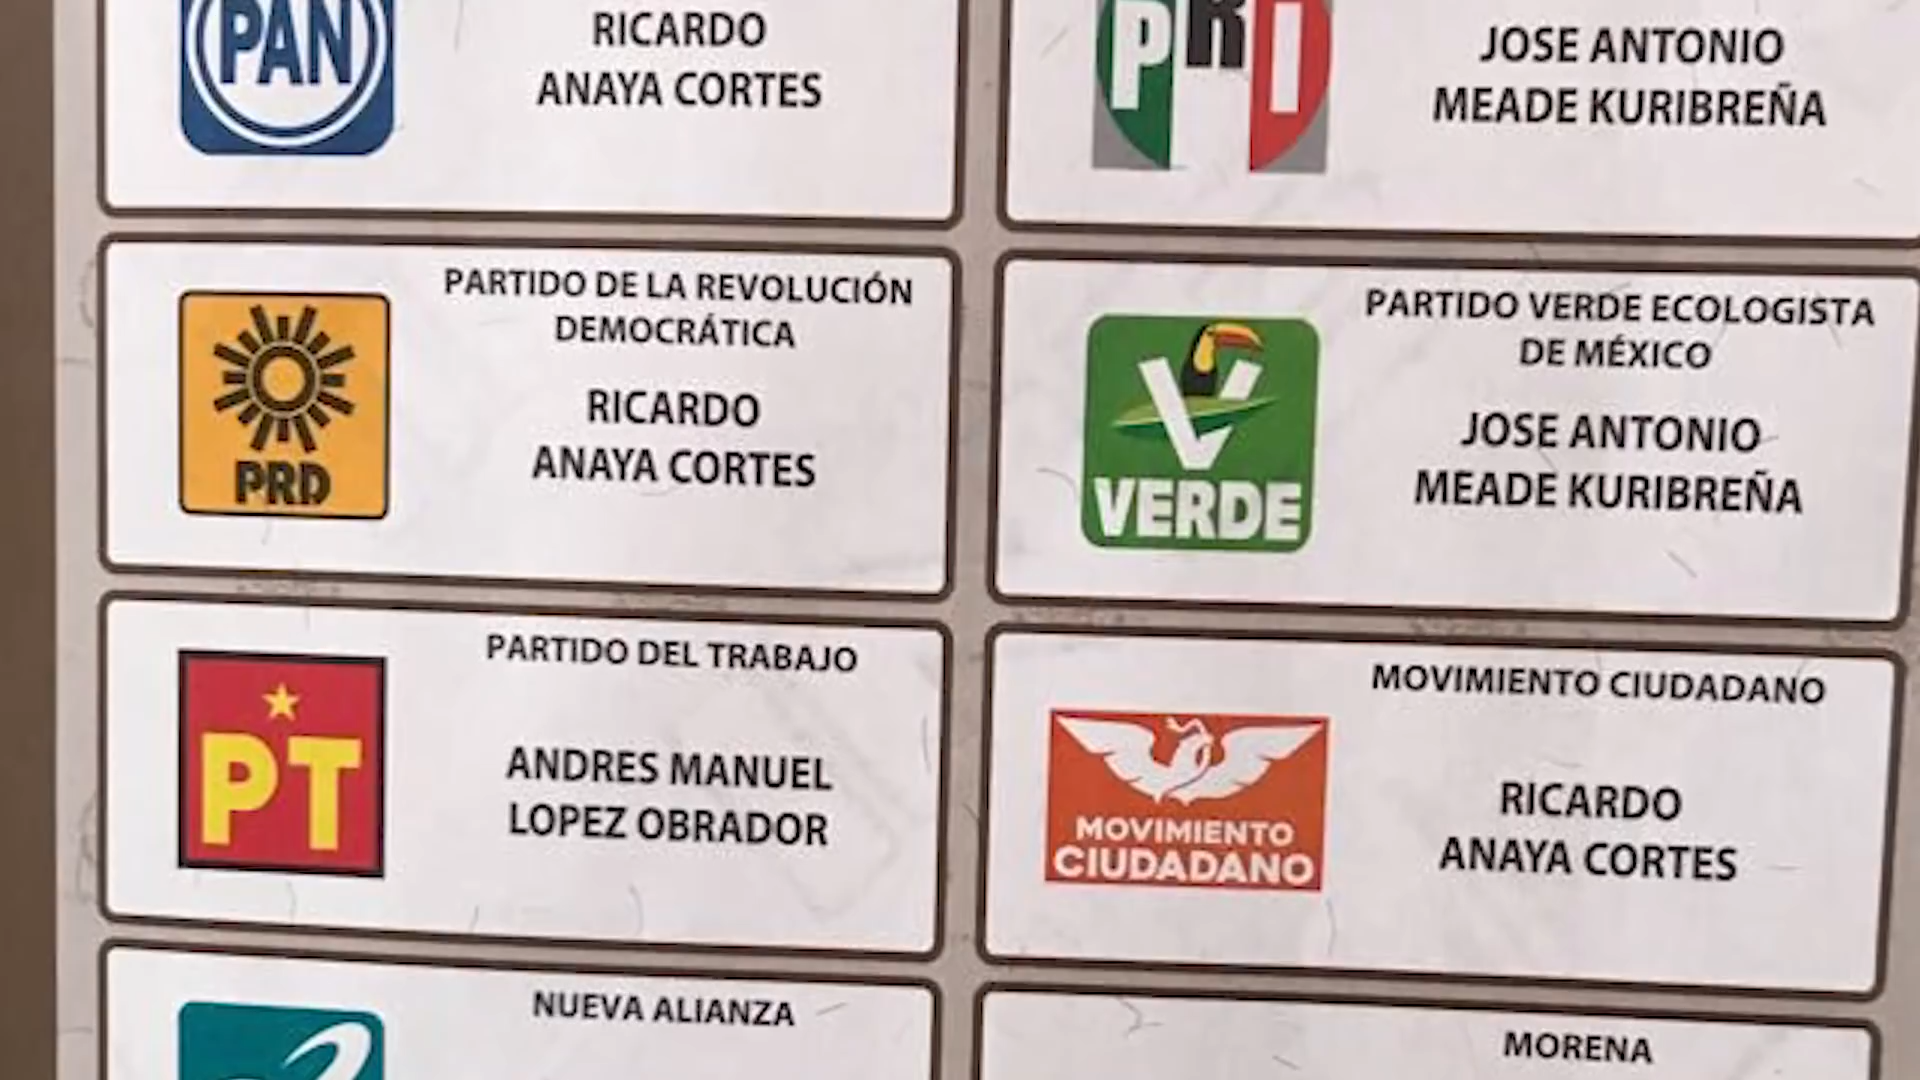 PAN
RICARDO
ANAYA CORTES
PRI
JOSE ANTONIO
MEADE KURIBREÑA
PARTIDO DE LA REVOLUCIÓN
DEMOCRÁTICA
RICARDO
ANAYA CORTES
PRD
PARTIDO VERDE ECOLOGISTA
DE MÉXICO
JOSE ANTONIO
MEADE KURIBREÑA
V
VERDE
PARTIDO DEL TRABAJO
PT
ANDRES MANUEL
LOPEZ OBRADOR
MOVIMIENTO CIUDADANO
RICARDO
ANAYA CORTES
MOVIMIENTO
CIUDADANO
NUEVA ALIANZA
MORENA